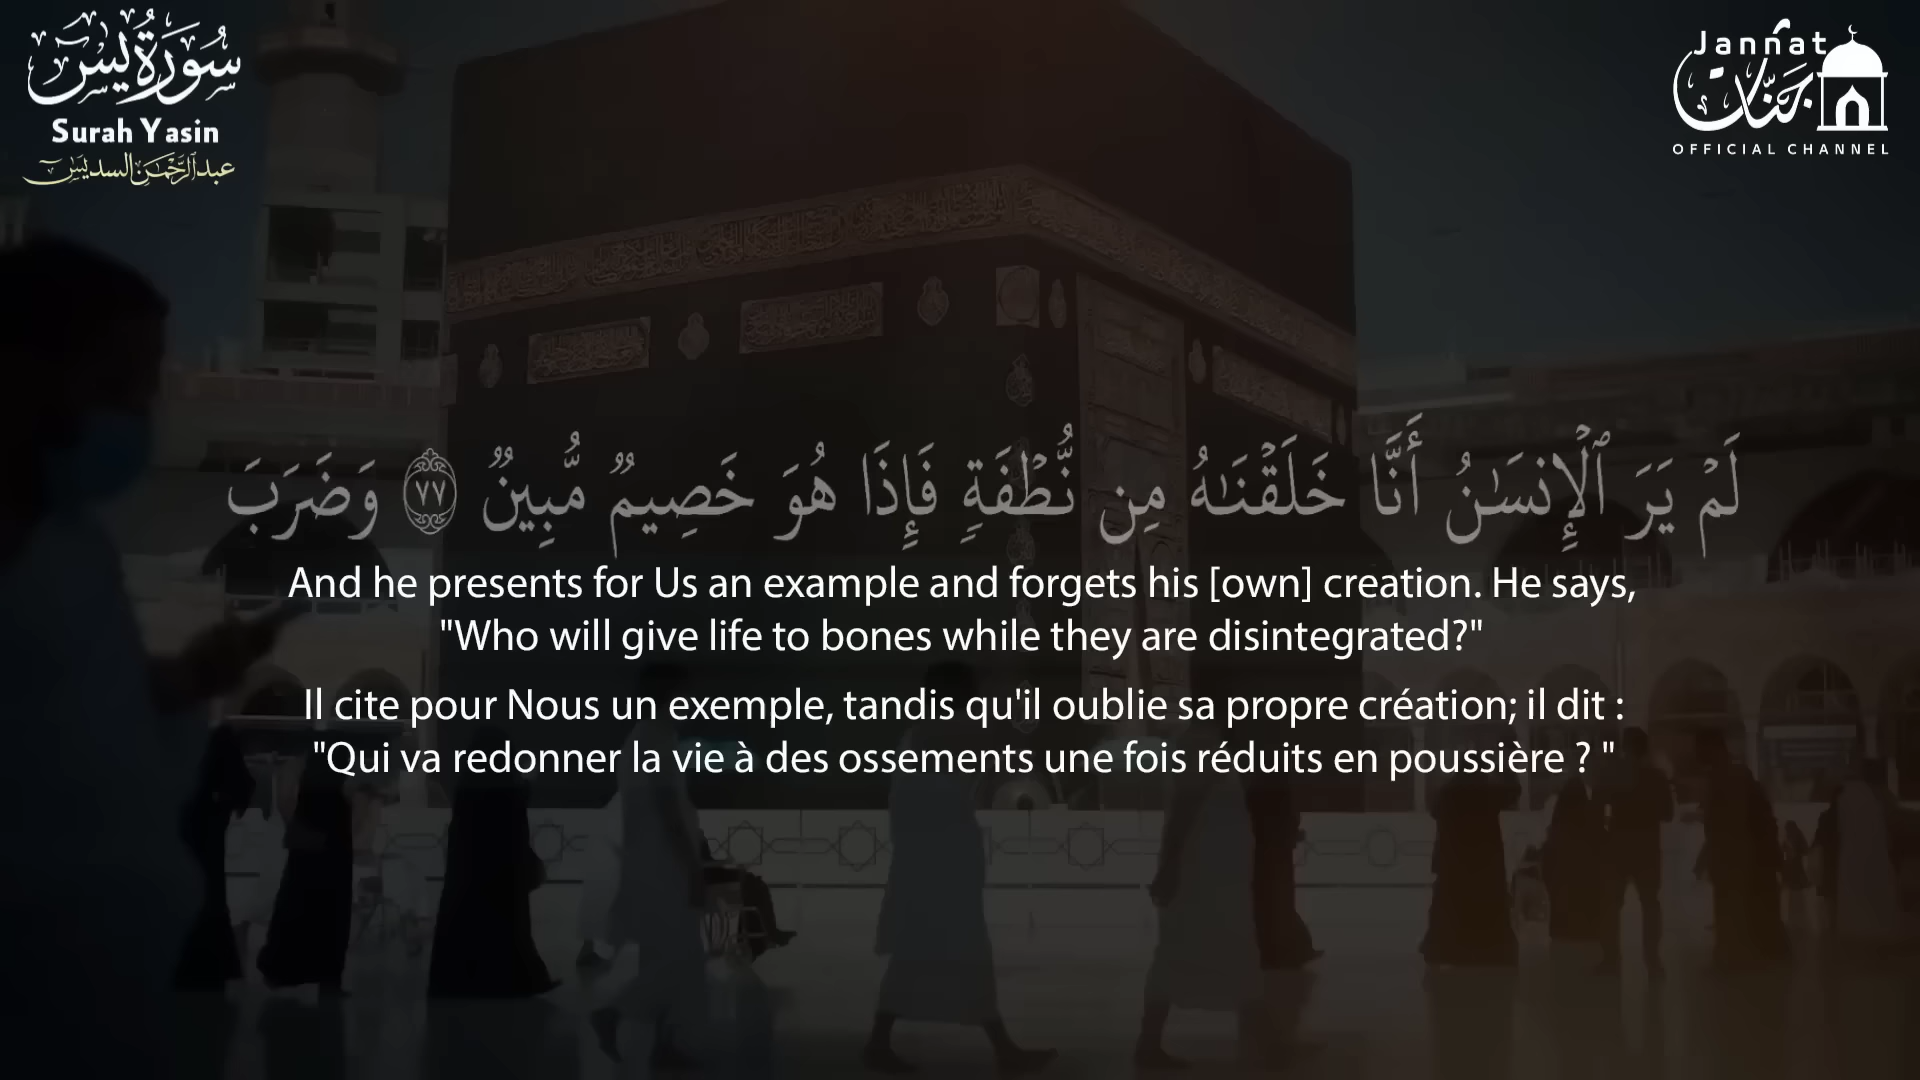 سُورَةُ يسٓ
Surah Yasin
عبد الرحمن السديس
Jannat
جَنَّات
OFFICIAL CHANNEL
لَمْ يَرَ ٱلْإِنسَـٰنُ أَنَّا خَلَقْنَـٰهُ مِن نُّطْفَةٍ فَإِذَا هُوَ خَصِيمٌ مُّبِينٌ ٧٧ وَضَرَبَ
And he presents for Us an example and forgets his [own] creation. He says,
"Who will give life to bones while they are disintegrated?"
Il cite pour Nous un exemple, tandis qu'il oublie sa propre création; il dit :
"Qui va redonner la vie à des ossements une fois réduits en poussière ? "